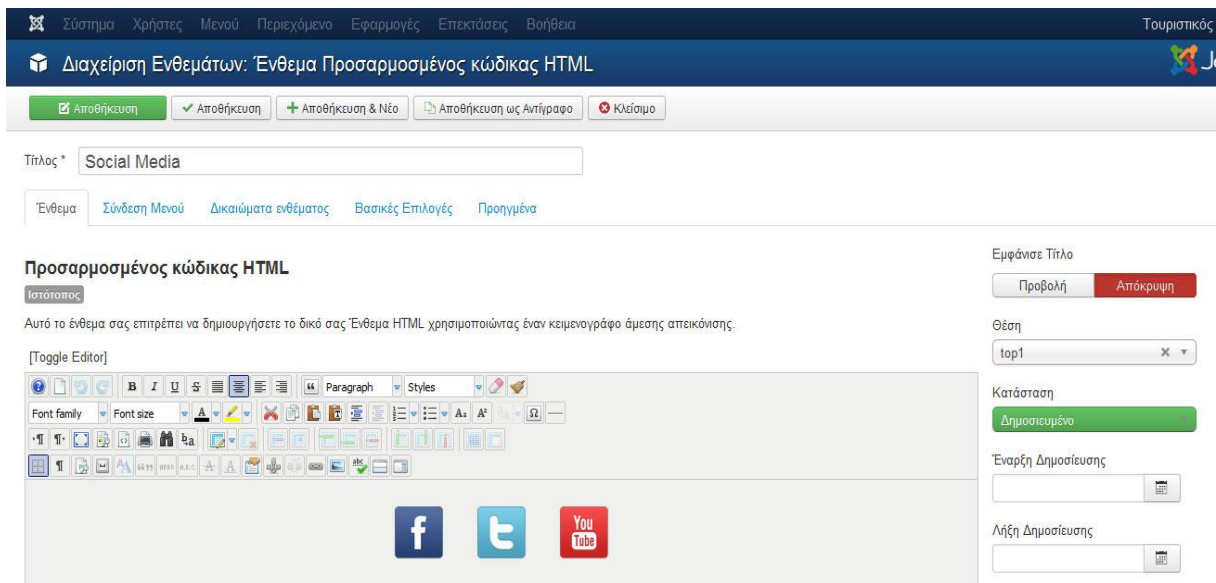 Σύστημα Χρήστες Μενού Περιεχόμενο Εφαρμογές Επεκτάσεις Βοήθεια Τουριστικός
Διαχείριση Ενθεμάτων: Ένθεμα Προσαρμοσμένος κώδικας HTML
Αποθήκευση Αποθήκευση Αποθήκευση & Νέο Αποθήκευση ως Αντίγραφο Κλείσιμο
Τίτλος * Social Media
Ένθεμα Σύνδεση Μενού Δικαιώματα ενθέματος Βασικές Επιλογές Προηγμένα
Προσαρμοσμένος κώδικας HTML
Ιστότοπος
Αυτό το ένθεμα σας επιτρέπει να δημιουργήσετε το δικό σας Ένθεμα HTML χρησιμοποιώντας έναν κειμενογράφο άμεσης απεικόνισης.
[Toggle Editor]
Paragraph Styles
Font family Font size
f t You Tube
Εμφάνισε Τίτλο
Προβολή Απόκρυψη
Θέση
top1
Κατάσταση
Δημοσιευμένο
Έναρξη Δημοσίευσης
Λήξη Δημοσίευσης